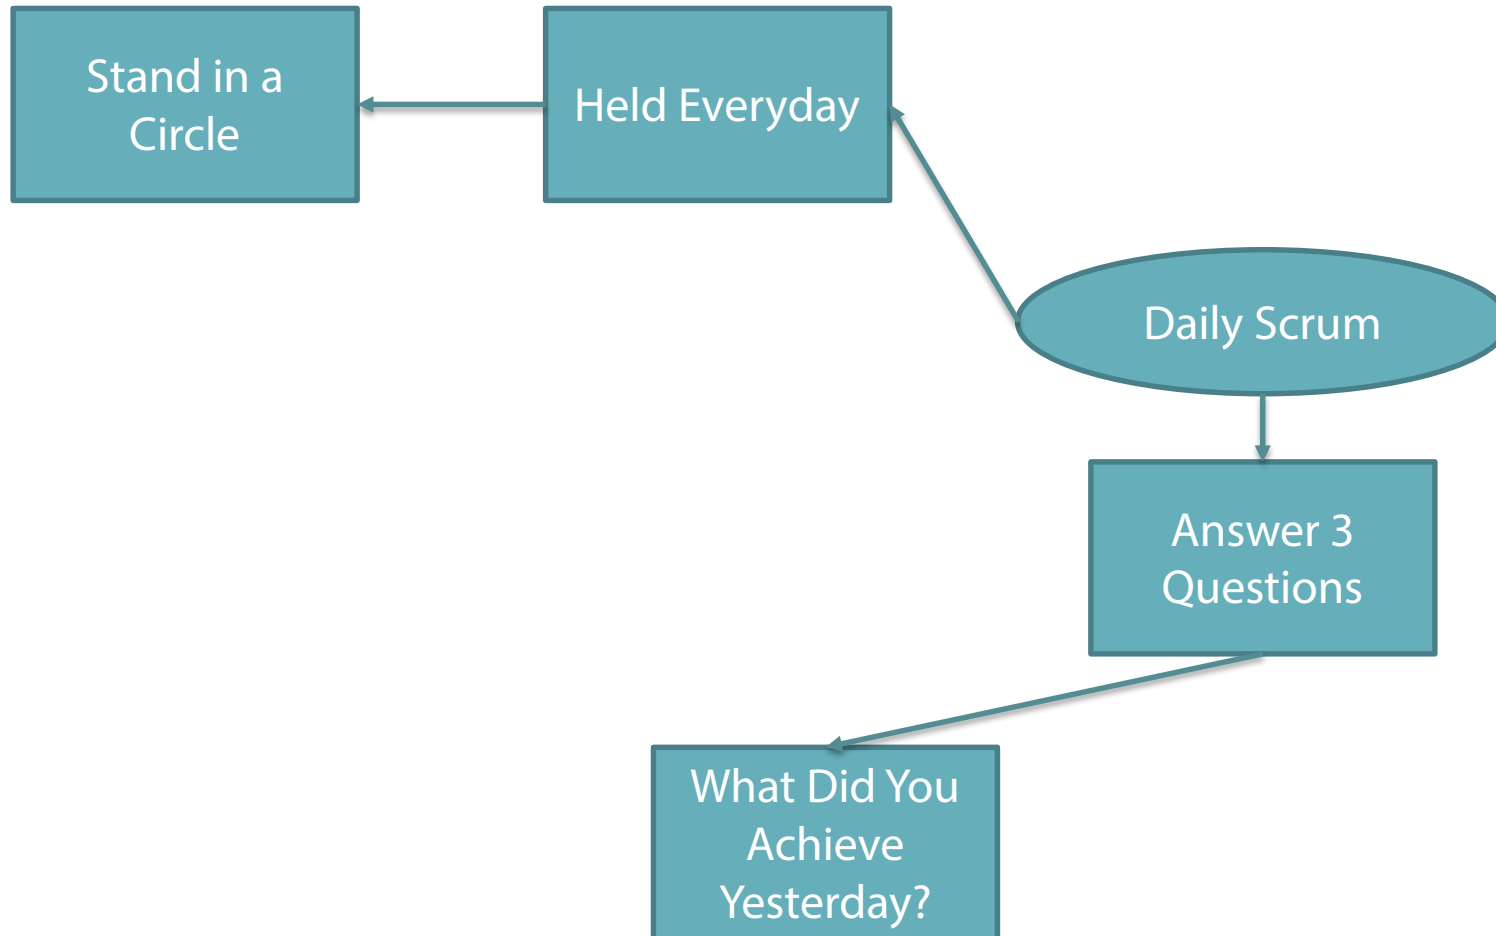 Stand in a
Circle
Held Everyday
Daily Scrum
Answer 3
Questions
What Did You
Achieve
Yesterday?